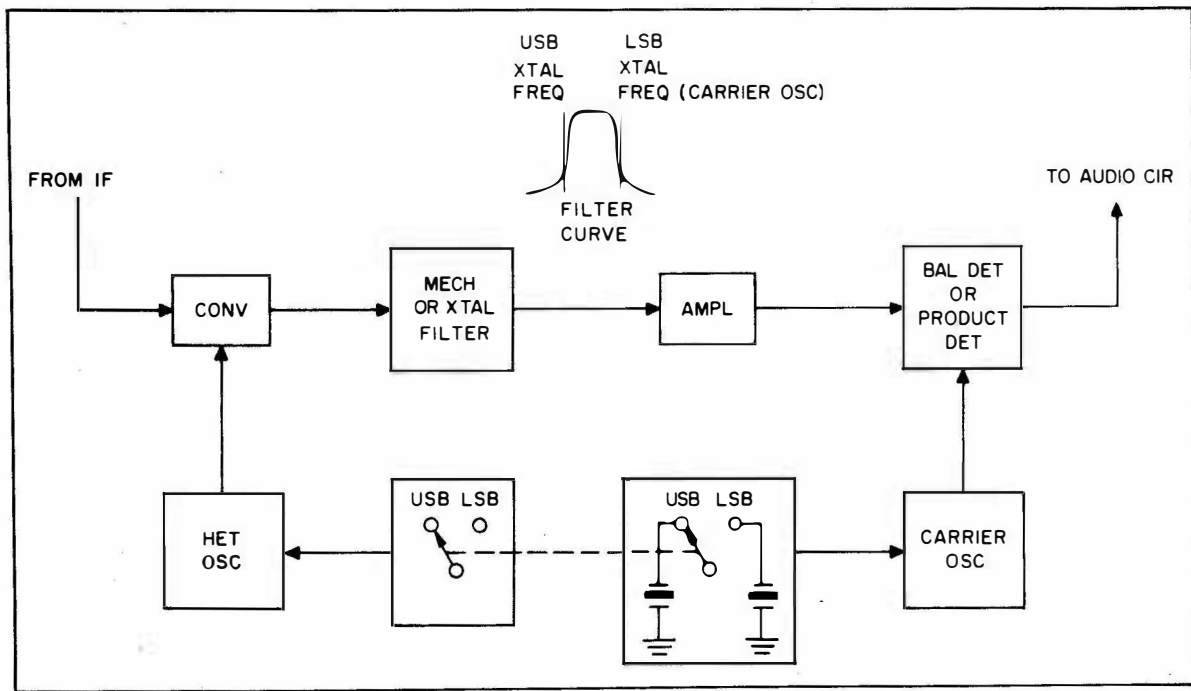 USB
XTAL
FREQ
LSB
XTAL
FREQ (CARRIER OSC)
FILTER
CURVE
FROM IF
TO AUDIO CIR
CONV
MECH
OR XTAL
FILTER
AMPL
BAL DET
OR
PRODUCT
DET
HET
OSC
USB LSB
USB LSB
CARRIER
OSC